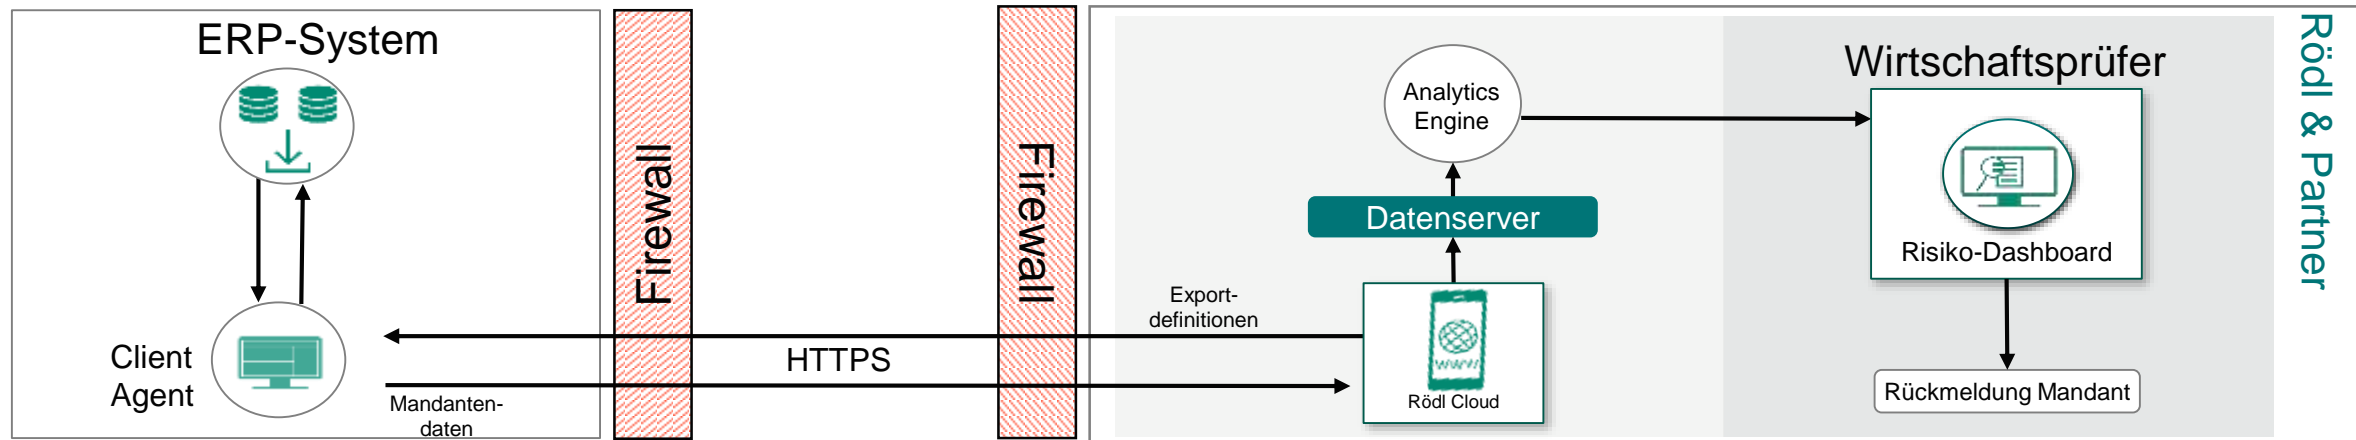 ERP-System
Client
Agent
Mandanten-
daten
Firewall
HTTPS
Firewall
Export-
definitionen
Analytics
Engine
Datenserver
www
Rödl Cloud
Wirtschaftsprüfer
Risiko-Dashboard
Rückmeldung Mandant
Rödl & Partner